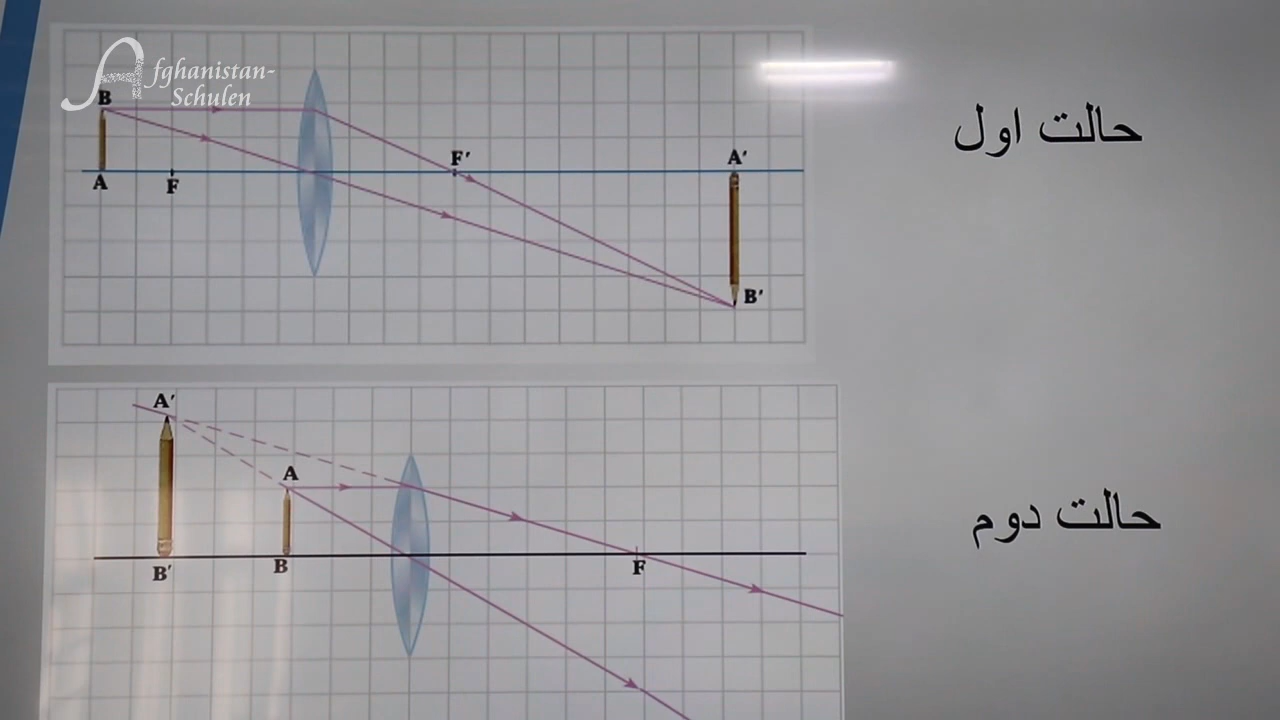 Afghanistan-
Schulen
B
A
F
F′
A′
B′
حالت اول
A′
A
B′
B
F
حالت دوم